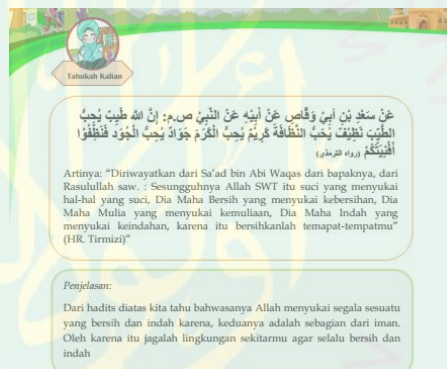 Tahukah Kalian
عَنْ سَعْدِ بْنِ أَبِيْ وَقَّاصٍ عَنْ أَبِيْهِ عَنْ النَّبِيْ ص.م: إِنَّ اللهَ طَيِّبٌ يُحِبُّ
الطَّيِّبَ نَظِيْفٌ يُحَبُّ النَّظَافَةَ كَرِيْمٌ يُحِبُّ الْكَرَمَ جَوَادٌ يُحِبُّ الْجُوْدَ فَنَظِّفُوْا
أَفْنِيَتَكُمْ (رواه الترمذى)
Artinya: “Diriwayatkan dari Sa’ad bin Abi Waqas dari bapaknya, dari
Rasulullah saw. : Sesungguhnya Allah SWT itu suci yang menyukai
hal-hal yang suci, Dia Maha Bersih yang menyukai kebersihan, Dia
Maha Mulia yang menyukai kemuliaan, Dia Maha Indah yang
menyukai keindahan, karena itu bersihkanlah temapat-tempatmu”
(HR. Tirmizi)”
Penjelasan:
Dari hadits diatas kita tahu bahwasanya Allah menyukai segala sesuatu
yang bersih dan indah karena, keduanya adalah sebagian dari iman.
Oleh karena itu jagalah lingkungan sekitarmu agar selalu bersih dan
indah